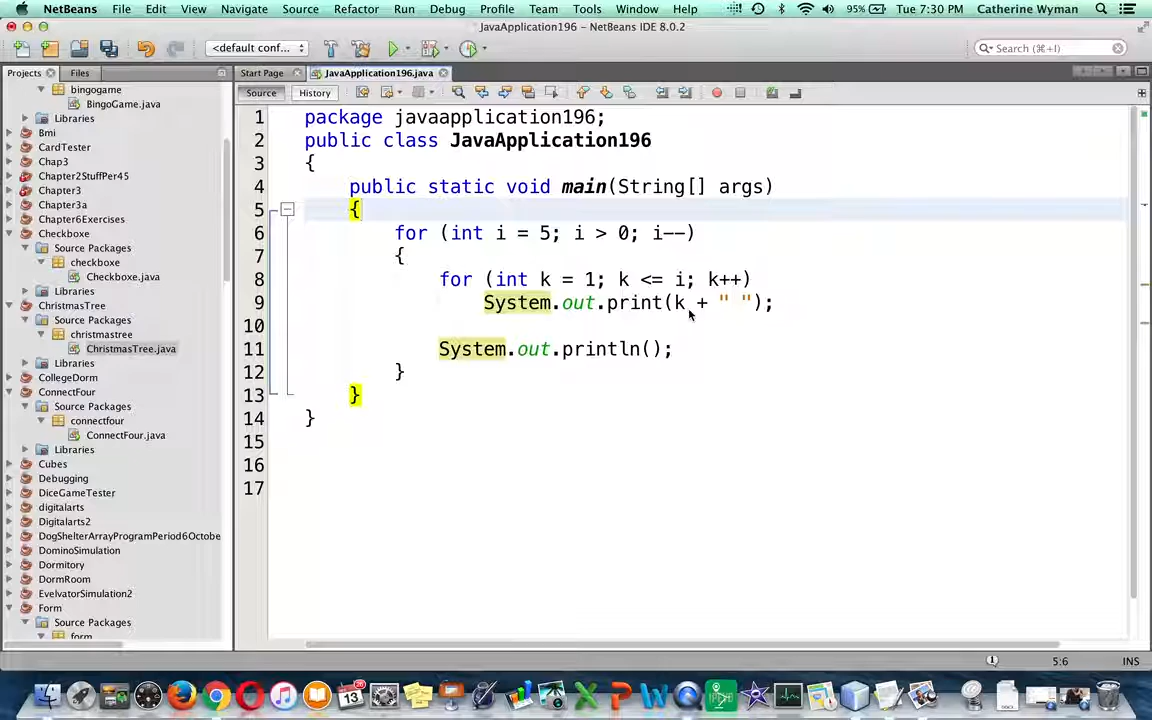 NetBeans File Edit View Navigate Source Refactor Run Debug Profile Team Tools Window Help 95% Tue 7:30 PM Catherine Wyman
JavaApplication196 - NetBeans IDE 8.0.2
<default conf... Search (⌘+I)
Projects Files Start Page JavaApplication196.java
Source History
bingogame
BingoGame.java
Libraries
Bmi
CardTester
Chap3
Chapter2StuffPer45
Chapter3
Chapter3a
Chapter6Exercises
Checkboxe
Source Packages
checkboxe
Checkboxe.java
Libraries
ChristmasTree
Source Packages
christmastree
ChristmasTree.java
Libraries
CollegeDorm
ConnectFour
Source Packages
connectfour
ConnectFour.java
Libraries
Cubes
Debugging
DiceGameTester
digitalarts
Digitalarts2
DogShelterArrayProgramPeriod6Octobe
DominoSimulation
Dormitory
DormRoom
EvelvatorSimulation2
Form
Source Packages
form
1 package javaapplication196;
2 public class JavaApplication196
3 {
4 public static void main(String[] args)
5 {
6 for (int i = 5; i > 0; i--)
7 {
8 for (int k = 1; k <= i; k++)
9 System.out.print(k + " ");
10
11 System.out.println();
12 }
13 }
14 }
15
16
17
5:6 INS